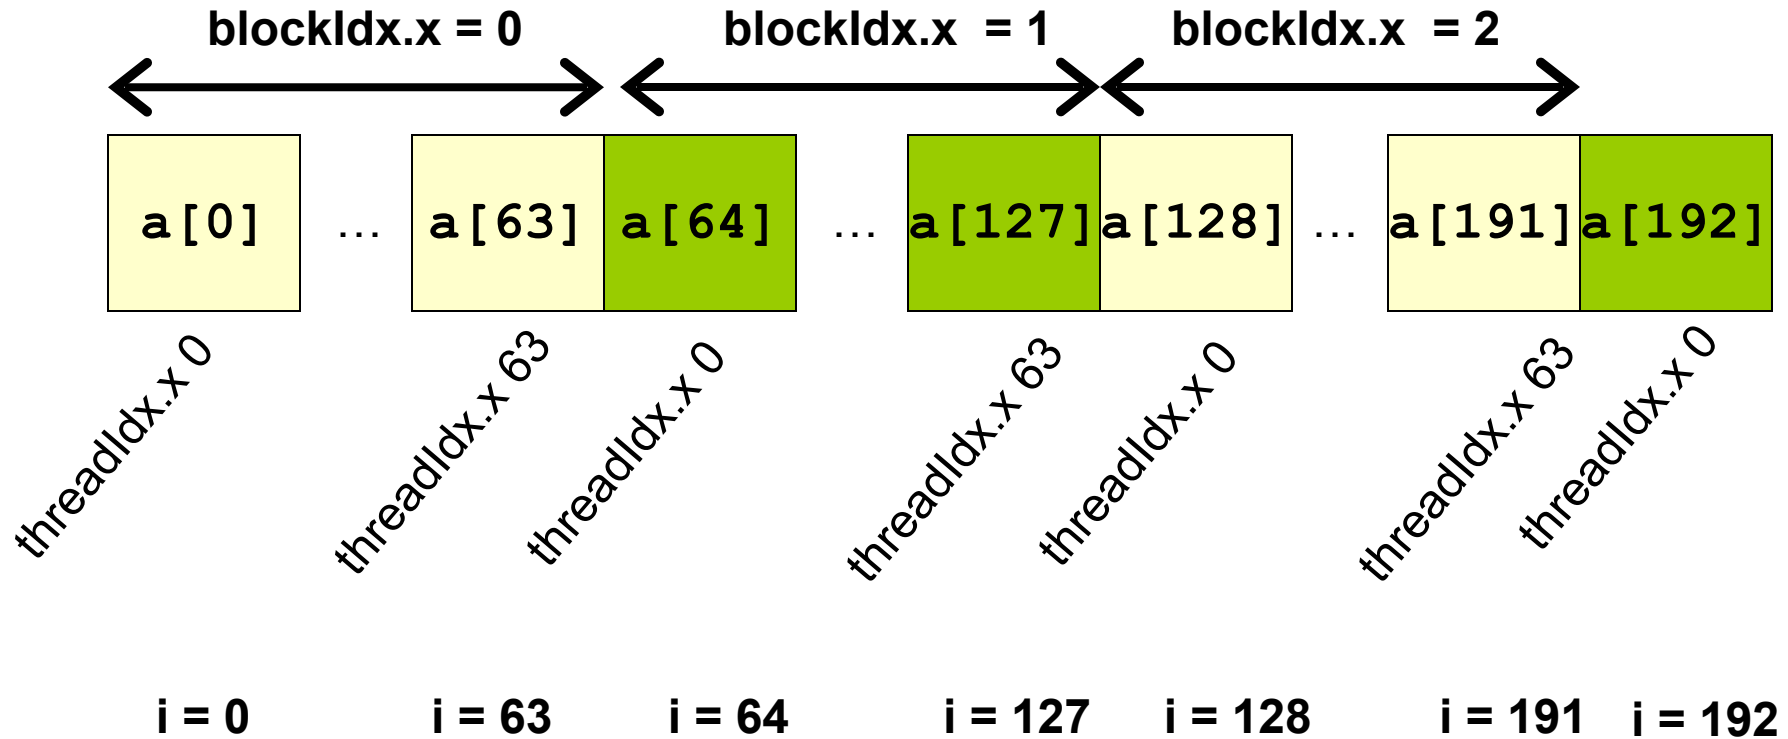 blockIdx.x = 0 blockIdx.x = 1 blockIdx.x = 2
a[0] ... a[63] a[64] ... a[127] a[128] ... a[191] a[192]
threadIdx.x 0 threadIdx.x 63 threadIdx.x 0 threadIdx.x 63 threadIdx.x 0 threadIdx.x 63 threadIdx.x 0
i = 0 i = 63 i = 64 i = 127 i = 128 i = 191 i = 192